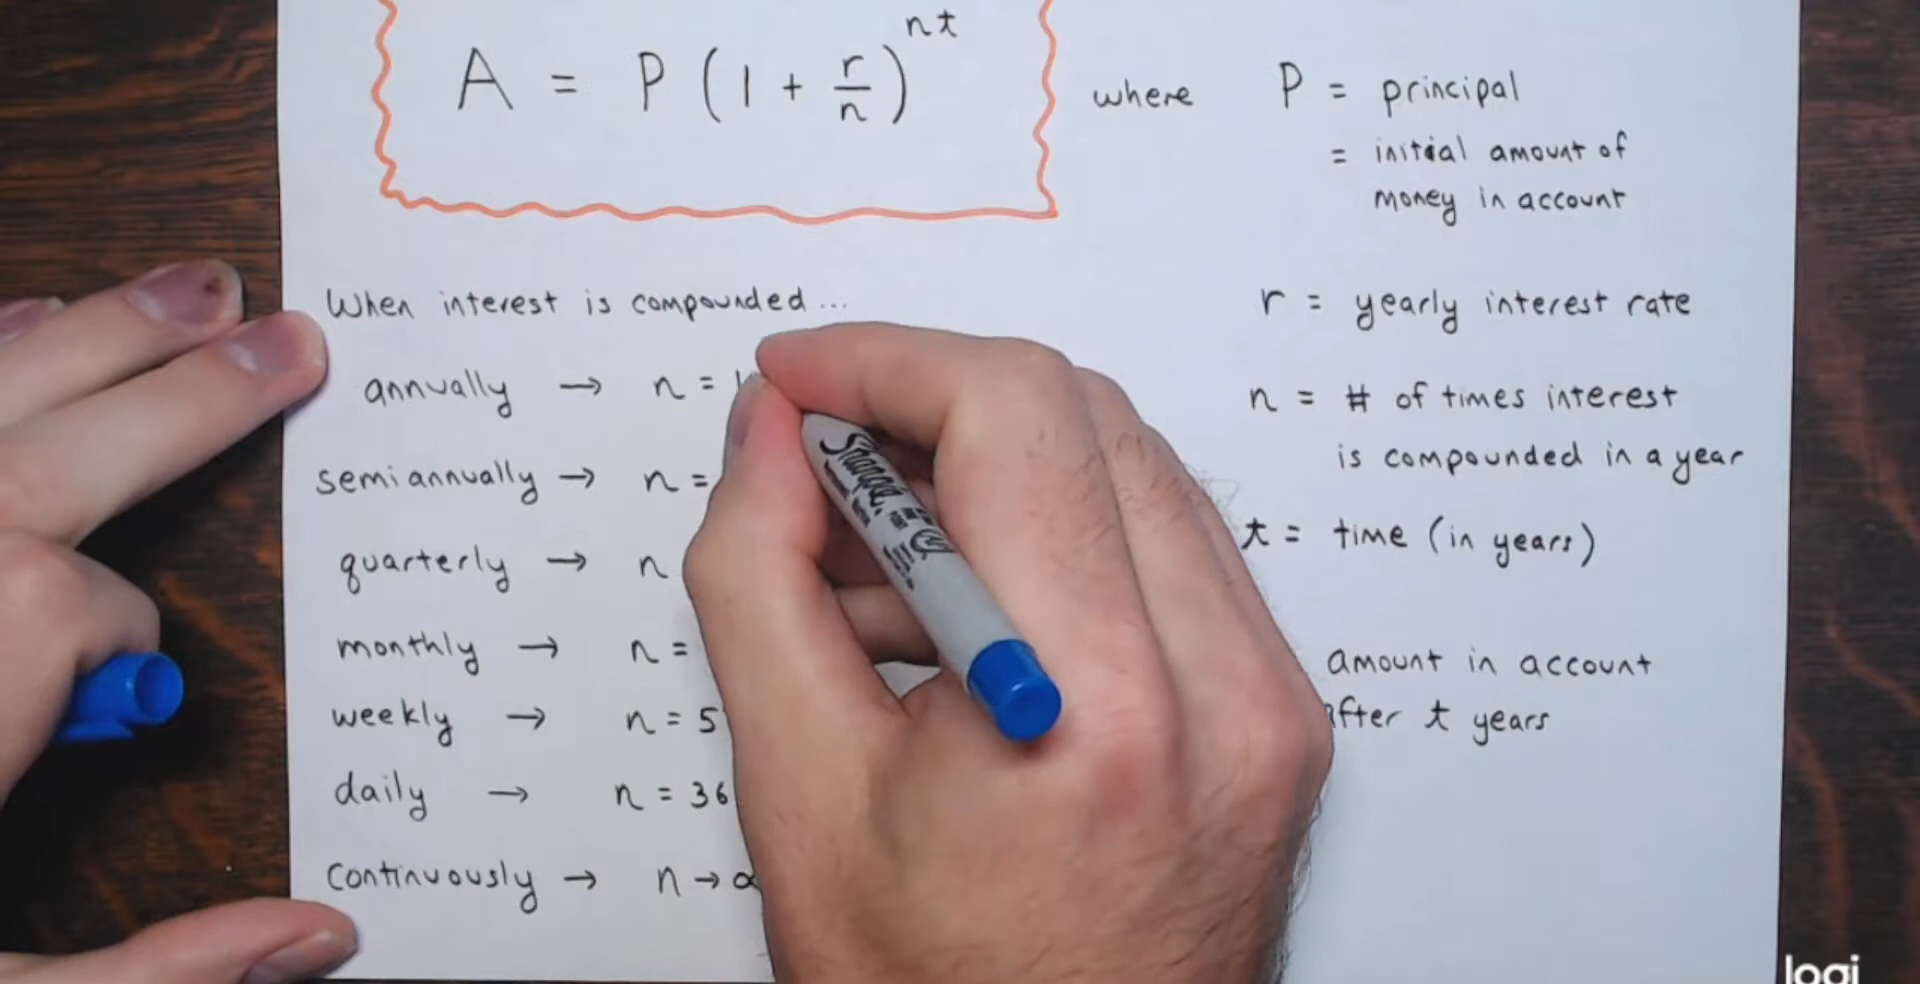 A = P (1 + r/n)^nt
where P = principal
= initial amount of
money in account
When interest is compounded...
r = yearly interest rate
annually → n =
n = # of times interest
is compounded in a year
semiannually → n =
t = time (in years)
quarterly → n
monthly → n =
amount in account
after t years
weekly → n = 5
daily → n = 36
continuously → n →
Sharpie
logi